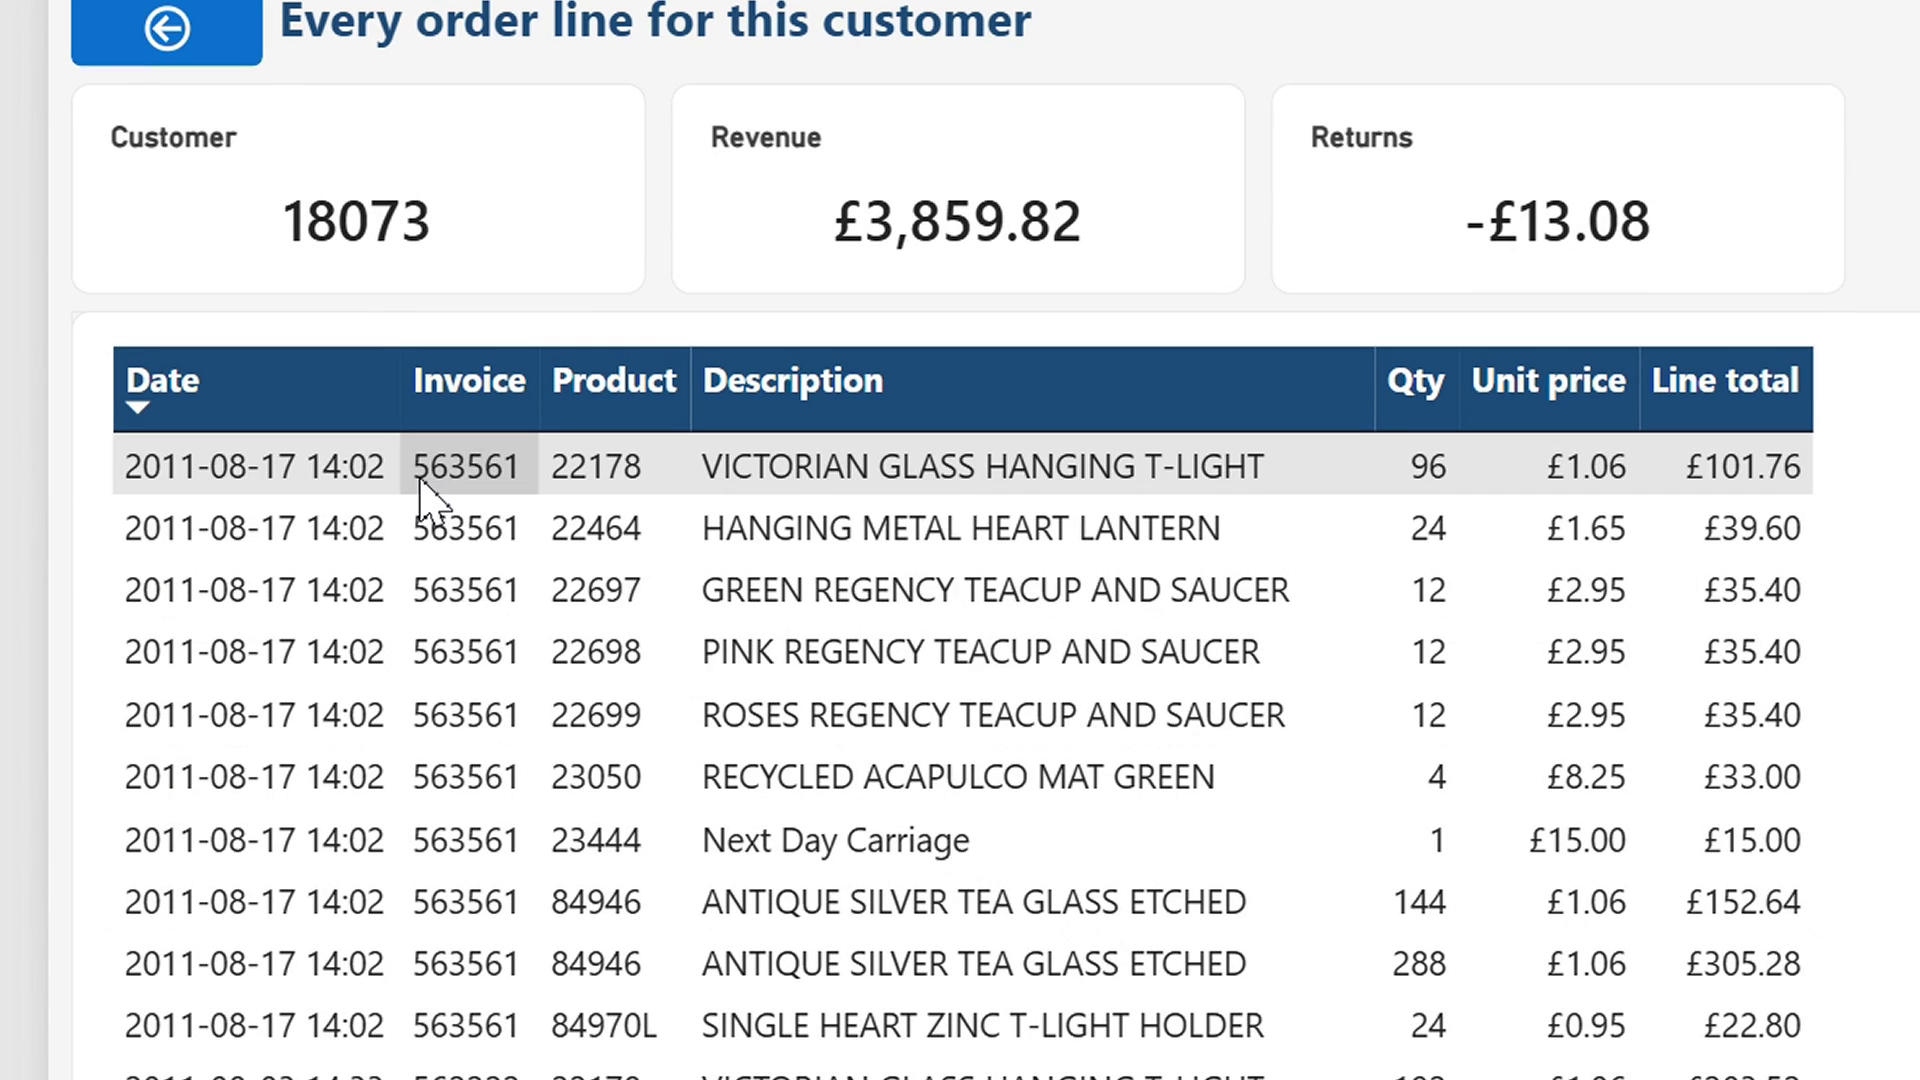 Every order line for this customer
Customer Revenue Returns
18073 £3,859.82 -£13.08
Date Invoice Product Description Qty Unit price Line total
2011-08-17 14:02 563561 22178 VICTORIAN GLASS HANGING T-LIGHT 96 £1.06 £101.76
2011-08-17 14:02 563561 22464 HANGING METAL HEART LANTERN 24 £1.65 £39.60
2011-08-17 14:02 563561 22697 GREEN REGENCY TEACUP AND SAUCER 12 £2.95 £35.40
2011-08-17 14:02 563561 22698 PINK REGENCY TEACUP AND SAUCER 12 £2.95 £35.40
2011-08-17 14:02 563561 22699 ROSES REGENCY TEACUP AND SAUCER 12 £2.95 £35.40
2011-08-17 14:02 563561 23050 RECYCLED ACAPULCO MAT GREEN 4 £8.25 £33.00
2011-08-17 14:02 563561 23444 Next Day Carriage 1 £15.00 £15.00
2011-08-17 14:02 563561 84946 ANTIQUE SILVER TEA GLASS ETCHED 144 £1.06 £152.64
2011-08-17 14:02 563561 84946 ANTIQUE SILVER TEA GLASS ETCHED 288 £1.06 £305.28
2011-08-17 14:02 563561 84970L SINGLE HEART ZINC T-LIGHT HOLDER 24 £0.95 £22.80
VICTORIAN GLASS HANGING T-LIGHT